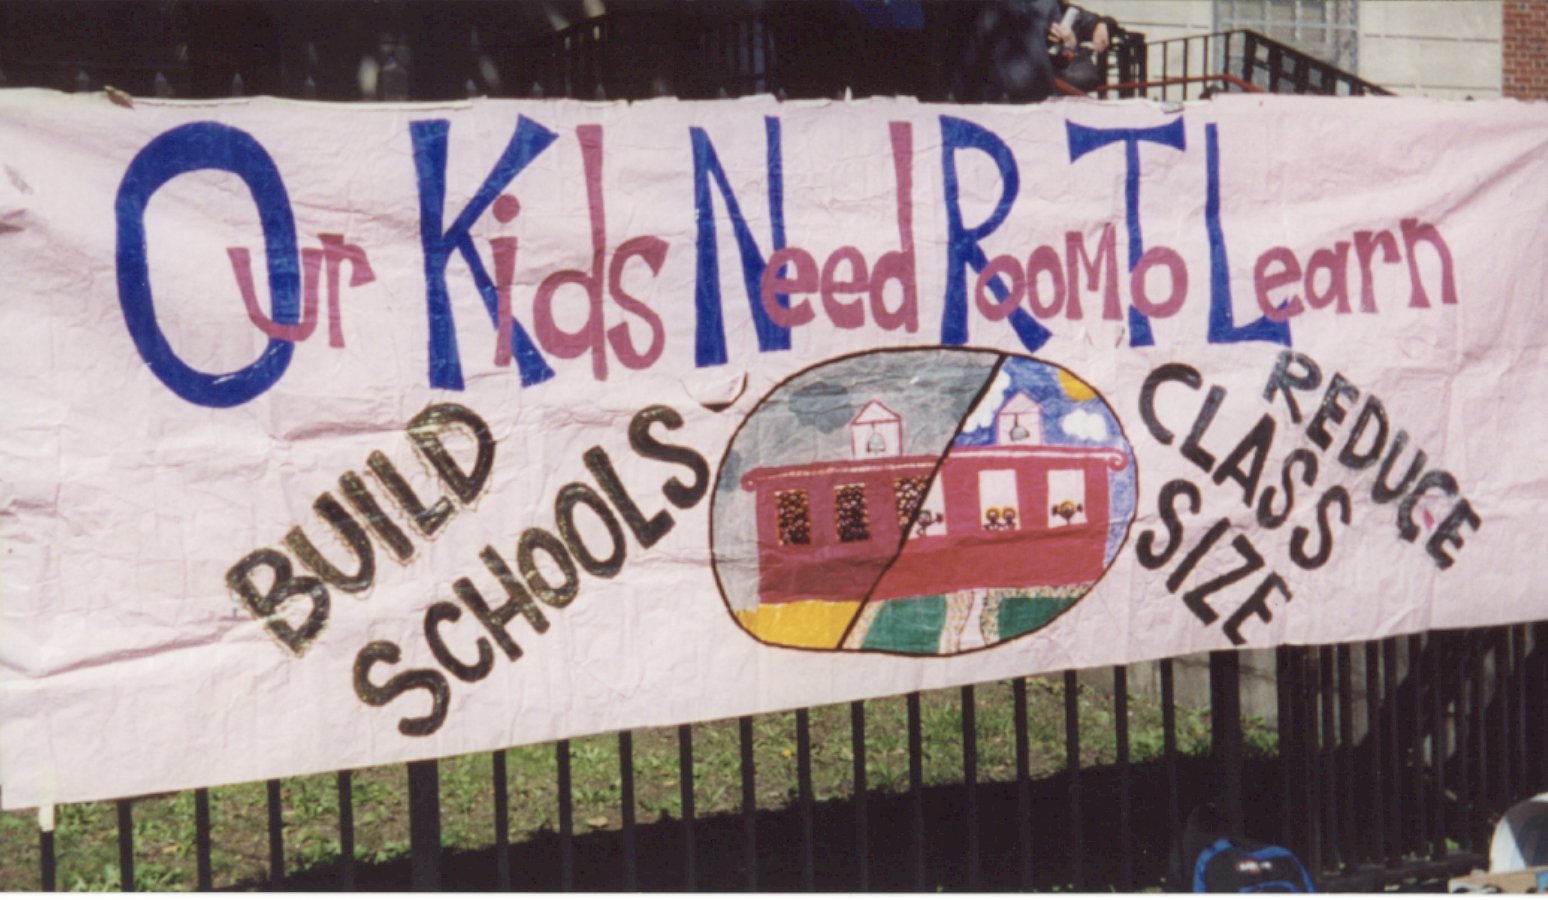 Our Kids Need RooM To Learn
BUILD
SCHOOLS
REDUCE
CLASS
SIZE